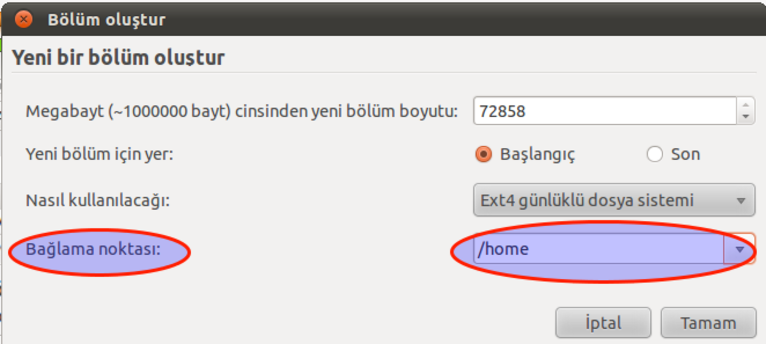 Bölüm oluştur
Yeni bir bölüm oluştur
Megabayt (~1000000 bayt) cinsinden yeni bölüm boyutu: 72858
Yeni bölüm için yer: Başlangıç Son
Nasıl kullanılacağı: Ext4 günlüklü dosya sistemi
Bağlama noktası: /home
İptal Tamam